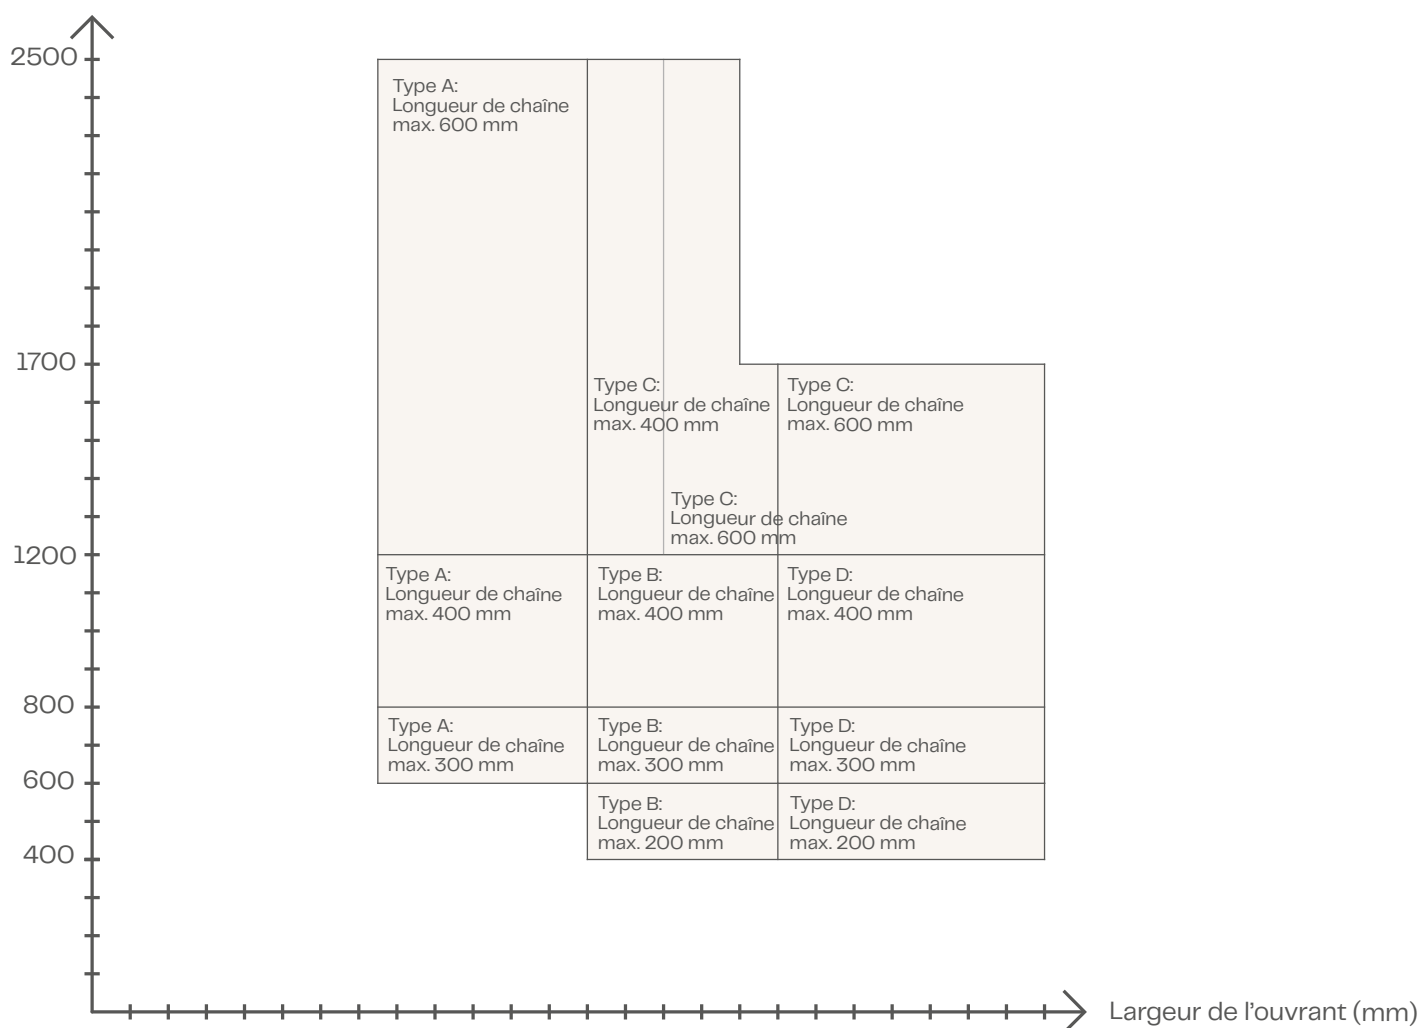 2500
Type A:
Longueur de chaîne
max. 600 mm
1700
Type C:
Longueur de chaîne
max. 400 mm
Type C:
Longueur de chaîne
max. 600 mm
Type C:
Longueur de chaîne
max. 600 mm
1200
Type A:
Longueur de chaîne
max. 400 mm
Type B:
Longueur de chaîne
max. 400 mm
Type D:
Longueur de chaîne
max. 400 mm
800
Type A:
Longueur de chaîne
max. 300 mm
Type B:
Longueur de chaîne
max. 300 mm
Type D:
Longueur de chaîne
max. 300 mm
600
Type B:
Longueur de chaîne
max. 200 mm
Type D:
Longueur de chaîne
max. 200 mm
400
Largeur de l'ouvrant (mm)